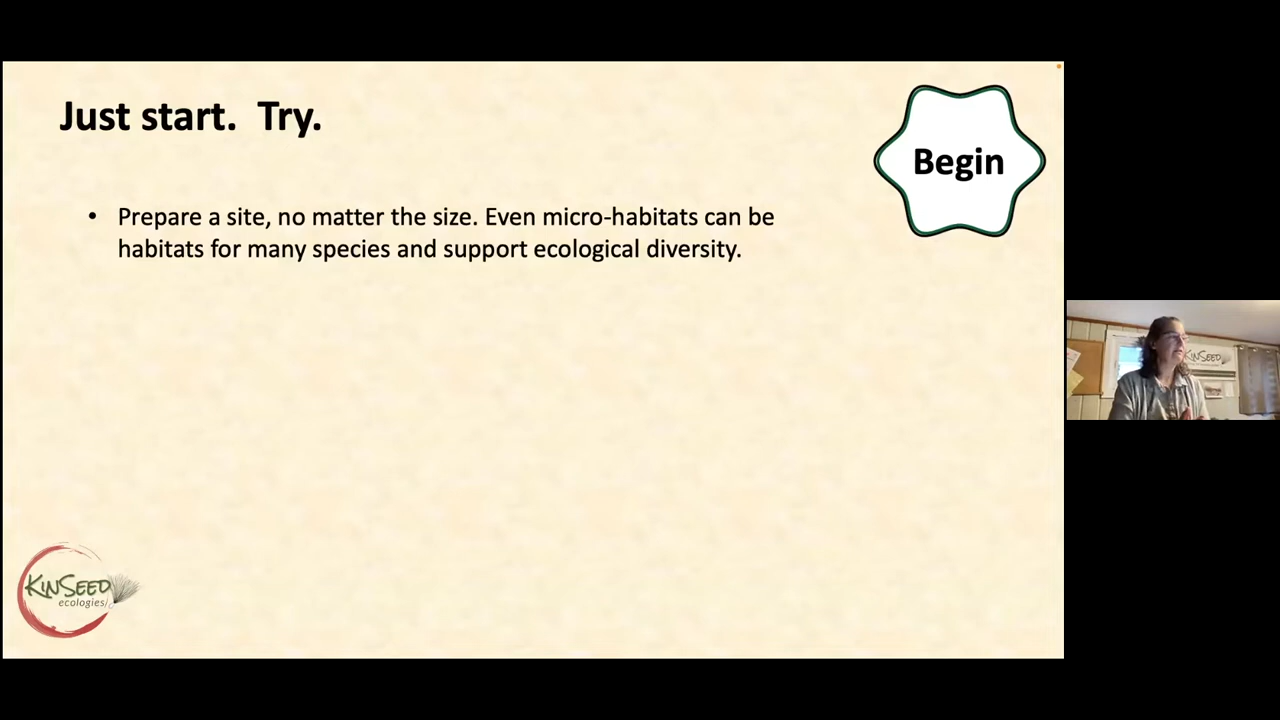 Just start.  Try.
Begin
• Prepare a site, no matter the size. Even micro-habitats can be
habitats for many species and support ecological diversity.
KINSEED
KINSEED
ecologies